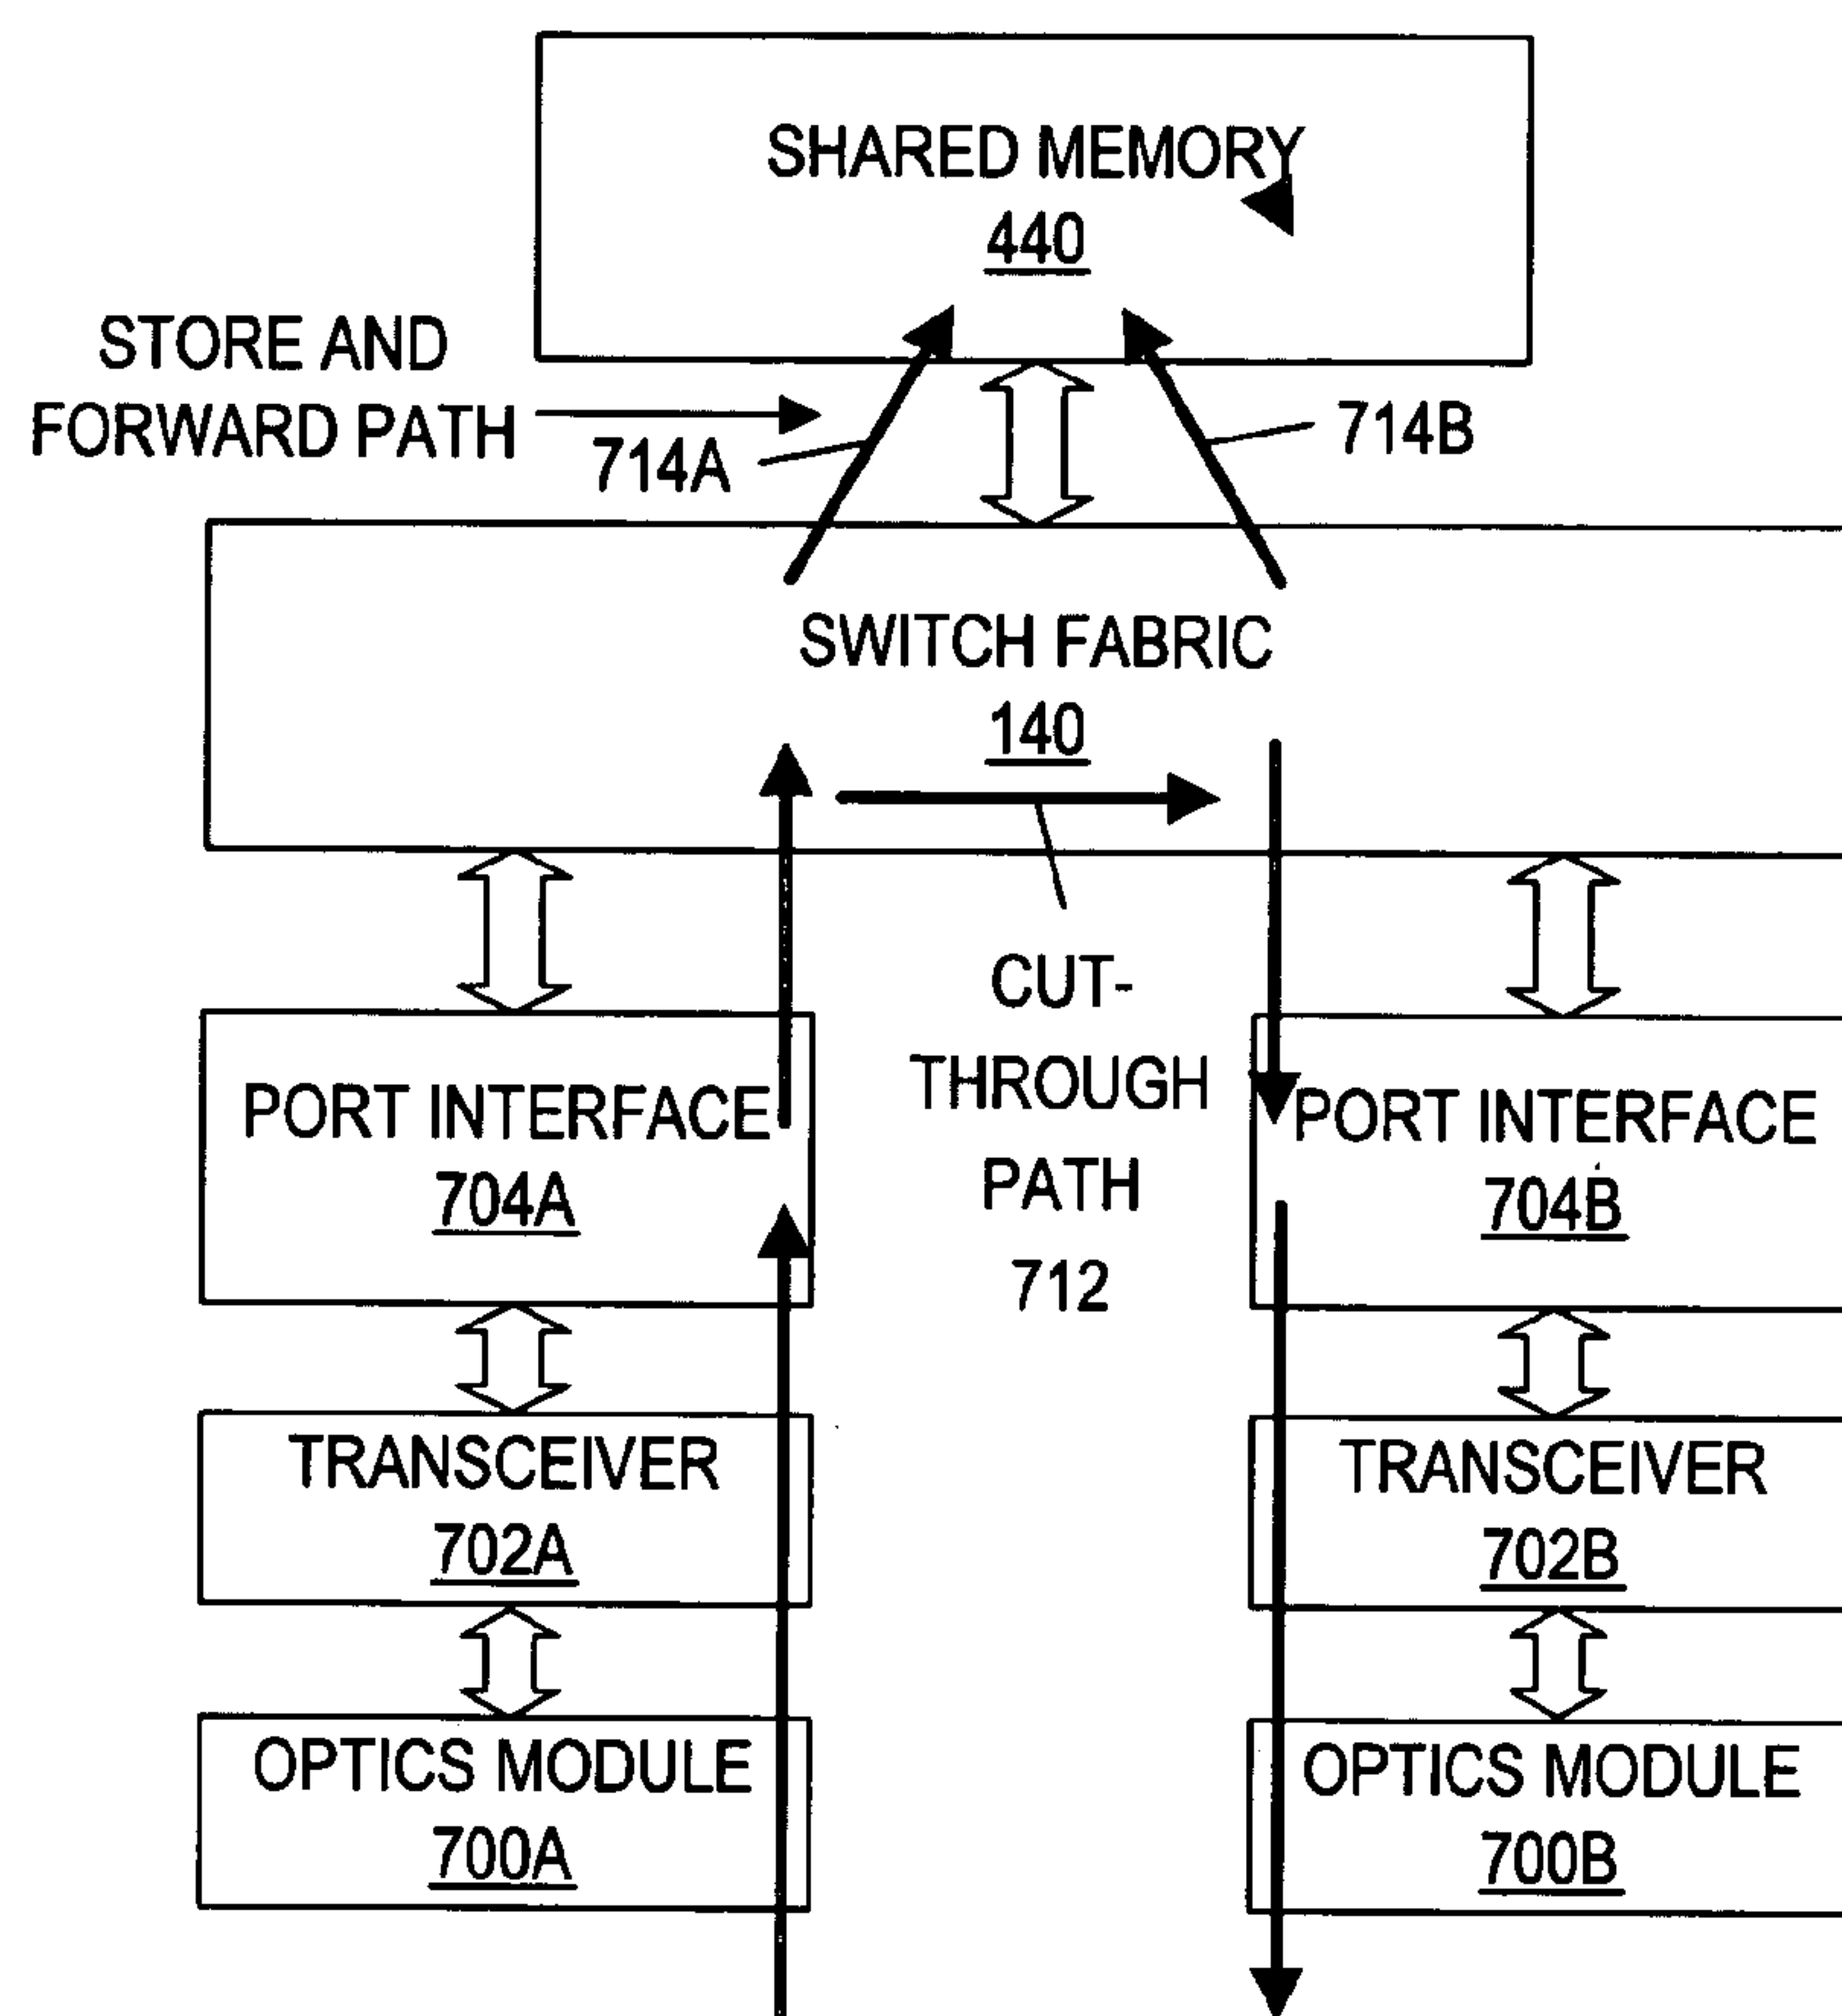 SHARED MEMORY
440
STORE AND
FORWARD PATH
714A
714B
SWITCH FABRIC
140
CUT-
THROUGH
PATH
712
PORT INTERFACE
704A
PORT INTERFACE
704B
TRANSCEIVER
702A
TRANSCEIVER
702B
OPTICS MODULE
700A
OPTICS MODULE
700B